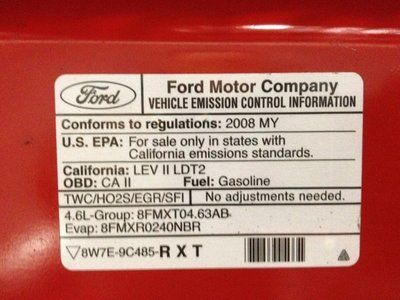 Ford
Ford Motor Company
VEHICLE EMISSION CONTROL INFORMATION
Conforms to regulations: 2008 MY
U.S. EPA: For sale only in states with
California emissions standards.
California: LEV II LDT2
OBD: CA II Fuel: Gasoline
TWC/HO2S/EGR/SFI No adjustments needed.
4.6L-Group: 8FMXT04.63AB
Evap: 8FMXR0240NBR
8W7E-9C485-R X T